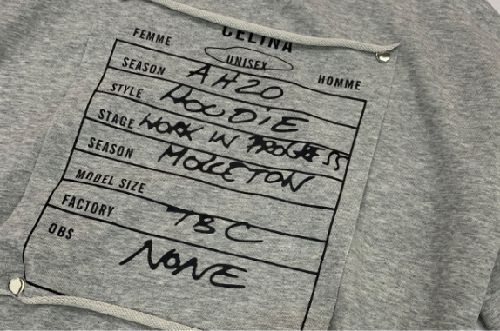 CELINA
FEMME UNISEX HOMME
SEASON AH20
STYLE HOODIE
STAGE WORK IN PROGRESS
SEASON MOLLETON
MODEL SIZE
FACTORY TBC
OBS NONE